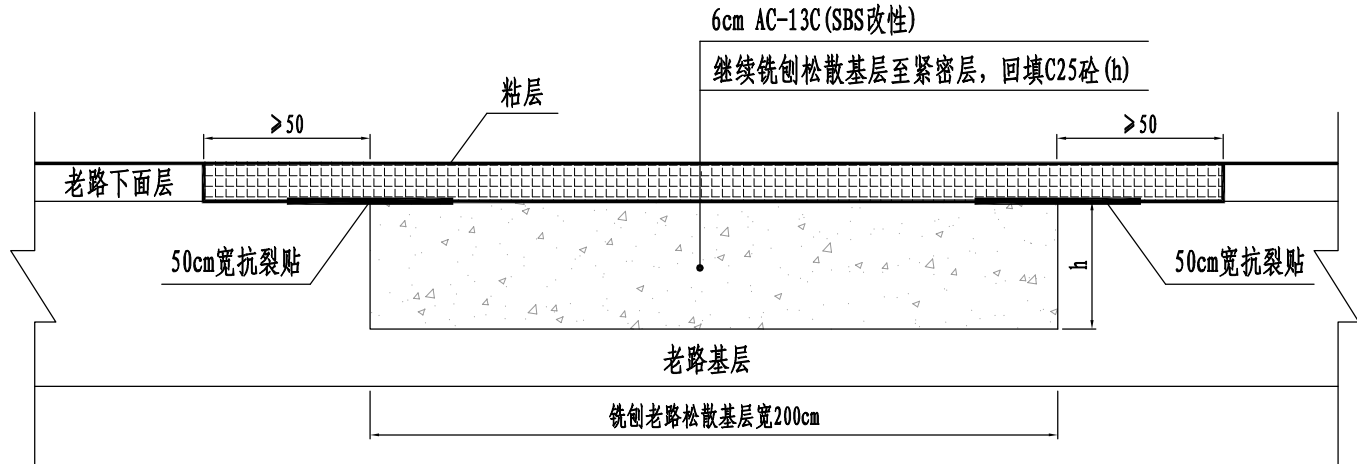 6cm AC-13C(SBS改性)
继续铣刨松散基层至紧密层，回填C25砼(h)
粘层
≥50
≥50
老路下面层
50cm宽抗裂贴
h
50cm宽抗裂贴
老路基层
铣刨老路松散基层宽200cm